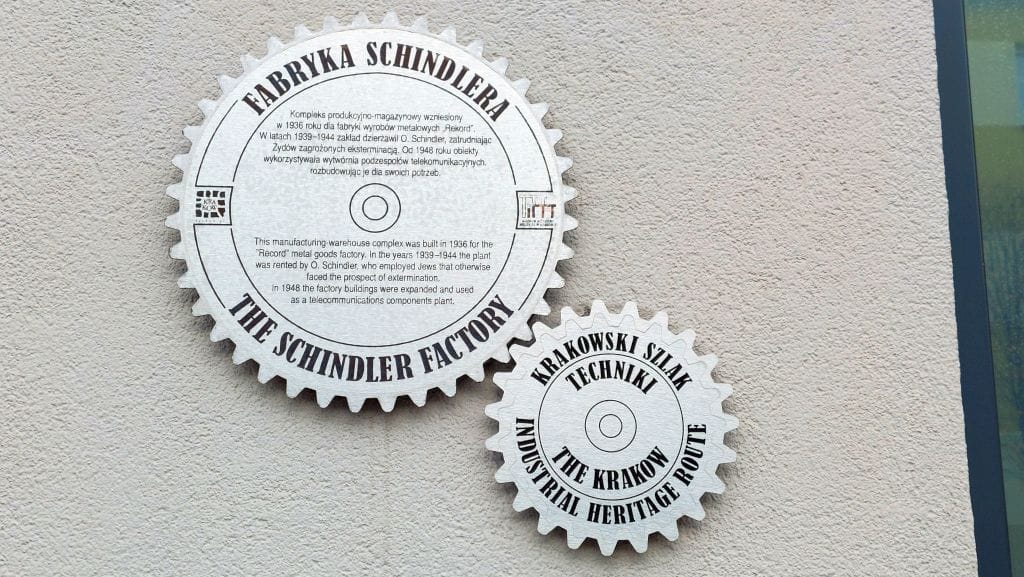 FABRYKA SCHINDLERA
Kompleks produkcyjno-magazynowy wzniesiony
w 1936 roku dla fabryki wyrobów metalowych „Rekord”.
W latach 1939–1944 zakład dzierżawił O. Schindler, zatrudniając
Żydów zagrożonych eksterminacją. Od 1948 roku obiekty
wykorzystywała wytwórnia podzespołów telekomunikacyjnych,
rozbudowując je dla swoich potrzeb.
KRA
KÓW
This manufacturing-warehouse complex was built in 1936 for the
"Record" metal goods factory. In the years 1939–1944 the plant
was rented by O. Schindler, who employed Jews that otherwise
faced the prospect of extermination.
In 1948 the factory buildings were expanded and used
as a telecommunications components plant.
THE SCHINDLER FACTORY
KRAKOWSKI SZLAK
TECHNIKI
THE KRAKOW
INDUSTRIAL HERITAGE ROUTE